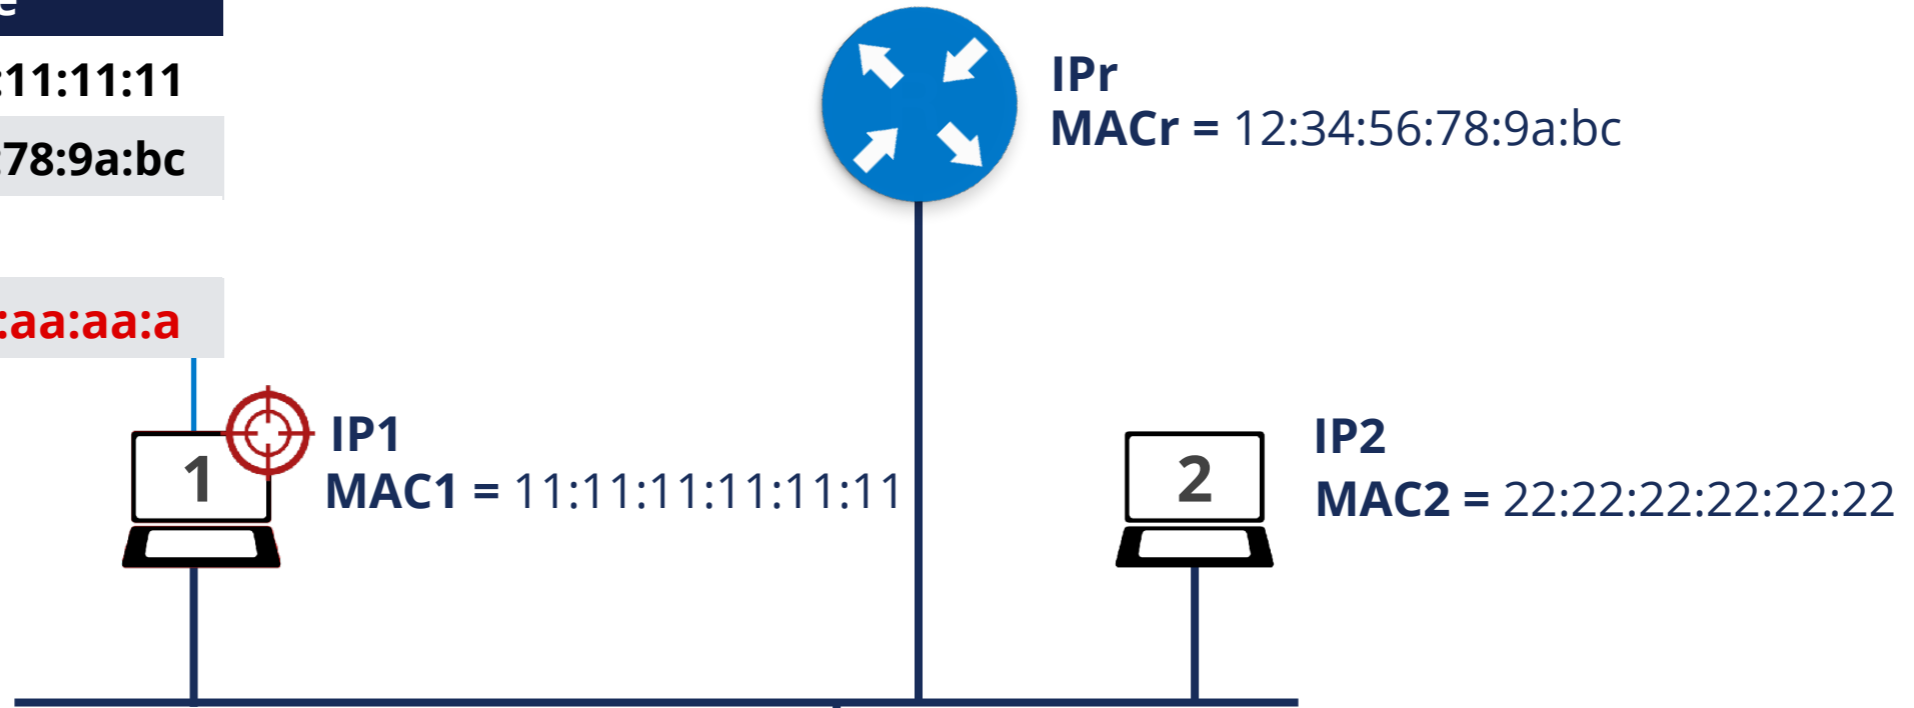 :11:11:11
:78:9a:bc
:aa:aa:a
IPr
MACr = 12:34:56:78:9a:bc
1
IP1
MAC1 = 11:11:11:11:11:11
2
IP2
MAC2 = 22:22:22:22:22:22